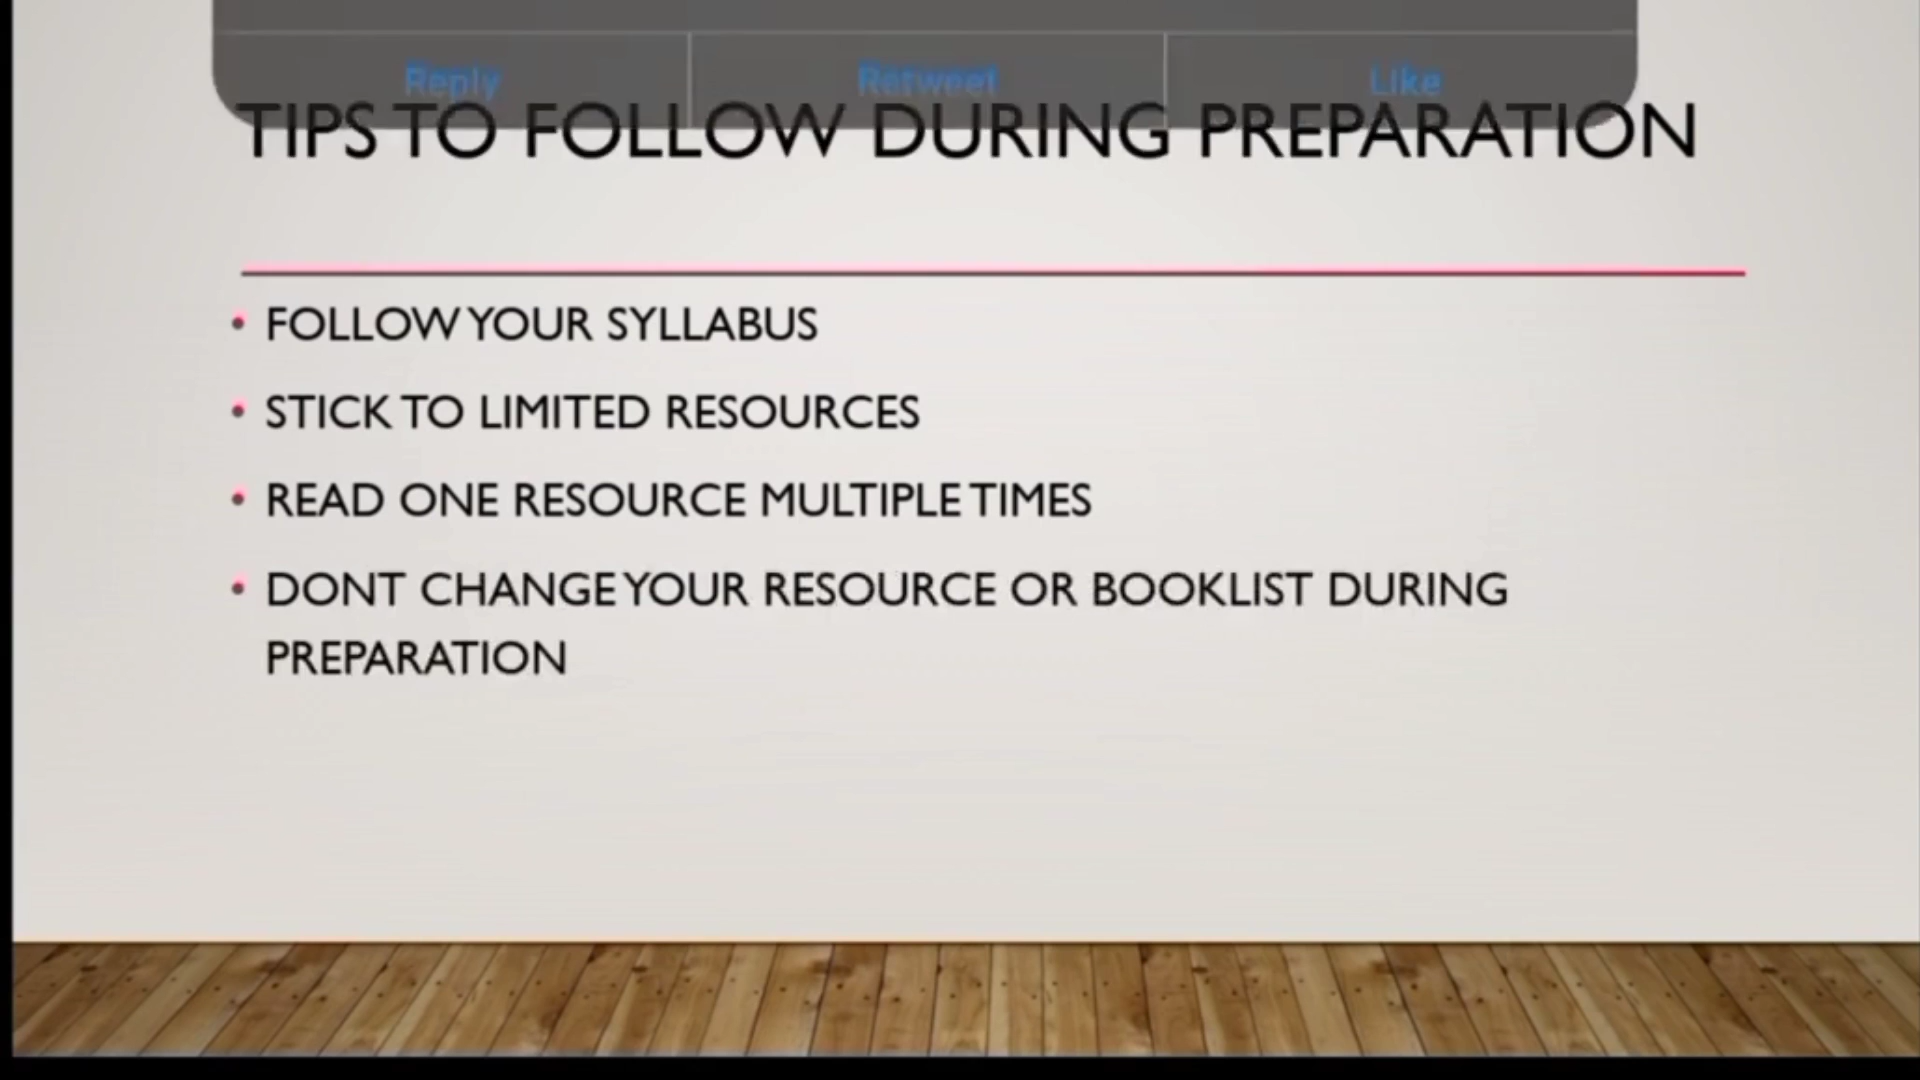 Reply Retweet Like
TIPS TO FOLLOW DURING PREPARATION
• FOLLOW YOUR SYLLABUS
• STICK TO LIMITED RESOURCES
• READ ONE RESOURCE MULTIPLE TIMES
• DONT CHANGE YOUR RESOURCE OR BOOKLIST DURING
PREPARATION